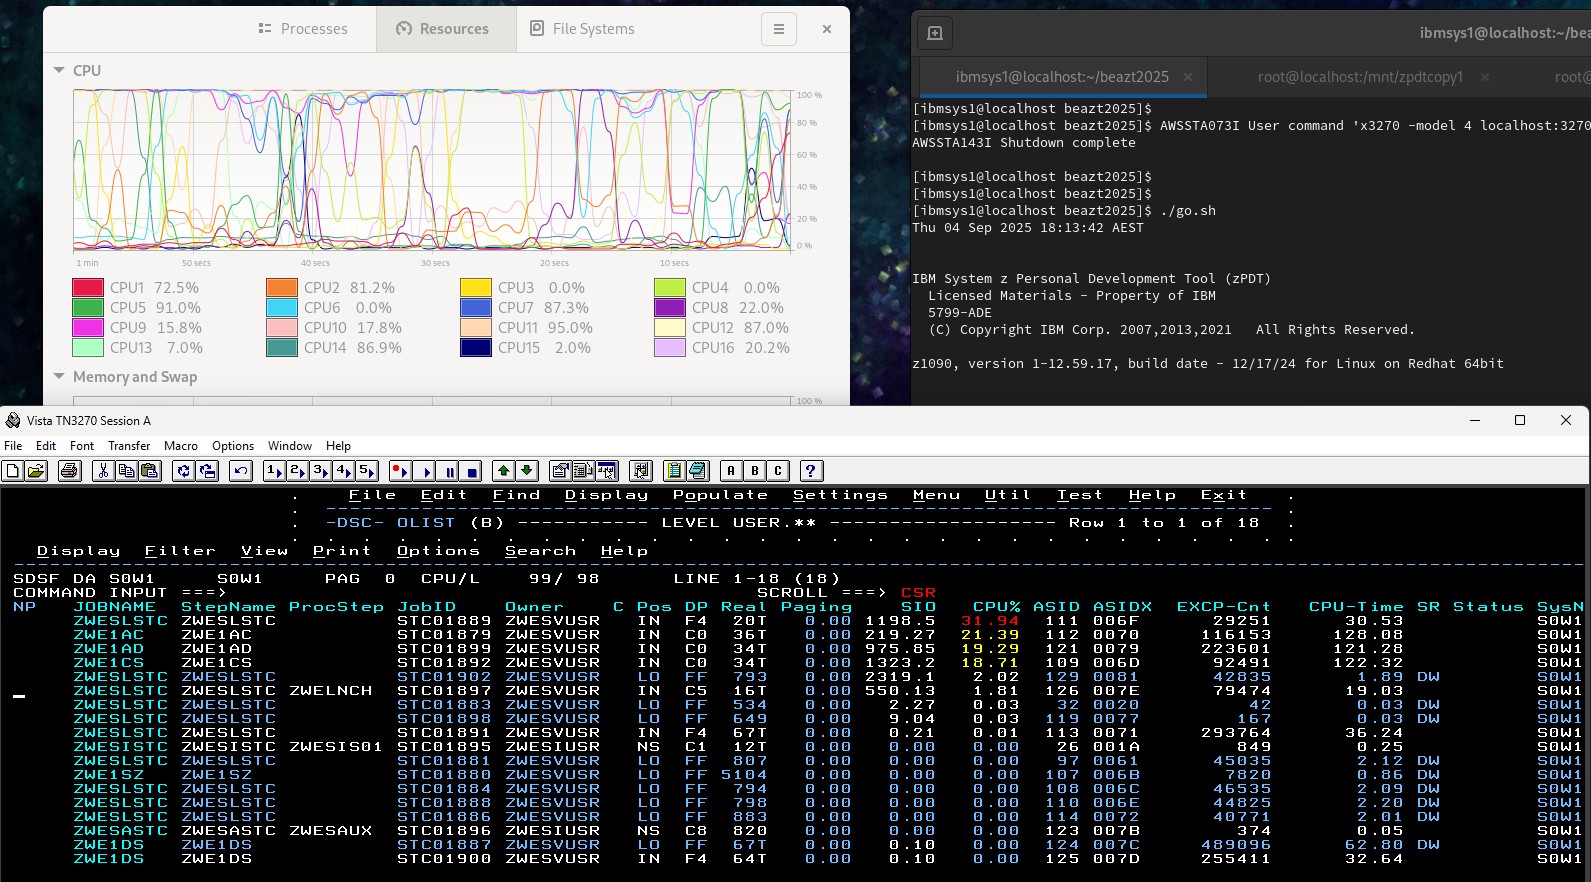 Processes Resources File Systems
CPU
100 %
80 %
60 %
40 %
20 %
0 %
1 min 50 secs 40 secs 30 secs 20 secs 10 secs
CPU1 72.5% CPU2 81.2% CPU3 0.0% CPU4 0.0%
CPU5 91.0% CPU6 0.0% CPU7 87.3% CPU8 22.0%
CPU9 15.8% CPU10 17.8% CPU11 95.0% CPU12 87.0%
CPU13 7.0% CPU14 86.9% CPU15 2.0% CPU16 20.2%
Memory and Swap
100 %
ibmsys1@localhost:~/bea
ibmsys1@localhost:~/beazt2025 root@localhost:/mnt/zpdtcopy1 root@
[ibmsys1@localhost beazt2025]$
[ibmsys1@localhost beazt2025]$ AWSSTA073I User command 'x3270 -model 4 localhost:3270
AWSSTA143I Shutdown complete
[ibmsys1@localhost beazt2025]$
[ibmsys1@localhost beazt2025]$
[ibmsys1@localhost beazt2025]$ ./go.sh
Thu 04 Sep 2025 18:13:42 AEST
IBM System z Personal Development Tool (zPDT)
Licensed Materials - Property of IBM
5799-ADE
(C) Copyright IBM Corp. 2007,2013,2021 All Rights Reserved.
z1090, version 1-12.59.17, build date - 12/17/24 for Linux on Redhat 64bit
Vista TN3270 Session A
File Edit Font Transfer Macro Options Window Help
1 2 3 4 5 A B C ?
. File Edit Find Display Populate Settings Menu Util Test Help Exit .
. -DSC- OLIST (B) ----------- LEVEL USER.** ------------------- Row 1 to 1 of 18 .
Display Filter View Print Options Search Help
SDSF DA S0W1 S0W1 PAG 0 CPU/L 99/ 98 LINE 1-18 (18)
COMMAND INPUT ===> SCROLL ===> CSR
NP JOBNAME StepName ProcStep JobID Owner C Pos DP Real Paging SIO CPU% ASID ASIDX EXCP-Cnt CPU-Time SR Status SysN
ZWESLSTC ZWESLSTC STC01889 ZWESVUSR IN F4 20T 0.00 1198.5 31.94 111 006F 29251 30.53 S0W1
ZWE1AC ZWE1AC STC01879 ZWESVUSR IN C0 36T 0.00 219.27 21.39 112 0070 116153 128.08 S0W1
ZWE1AD ZWE1AD STC01899 ZWESVUSR IN C0 34T 0.00 975.85 19.29 121 0079 223601 121.28 S0W1
ZWE1CS ZWE1CS STC01892 ZWESVUSR IN C0 34T 0.00 1323.2 18.71 109 006D 92491 122.32 S0W1
ZWESLSTC ZWESLSTC STC01902 ZWESVUSR LO FF 793 0.00 2319.1 2.02 129 0081 42835 1.89 DW S0W1
ZWESLSTC ZWESLSTC ZWELNCH STC01897 ZWESVUSR IN C5 16T 0.00 550.13 1.81 126 007E 79474 19.03 S0W1
ZWESLSTC ZWESLSTC STC01883 ZWESVUSR LO FF 534 0.00 2.27 0.03 32 0020 42 0.03 DW S0W1
ZWESLSTC ZWESLSTC STC01898 ZWESVUSR LO FF 649 0.00 9.04 0.03 119 0077 167 0.03 DW S0W1
ZWESLSTC ZWESLSTC STC01891 ZWESVUSR IN F4 67T 0.00 0.21 0.01 113 0071 293764 36.24 S0W1
ZWESISTC ZWESISTC ZWESIS01 STC01895 ZWESIUSR NS C1 12T 0.00 0.00 0.00 26 001A 849 0.25 S0W1
ZWESLSTC ZWESLSTC STC01881 ZWESVUSR LO FF 807 0.00 0.00 0.00 97 0061 45035 2.12 DW S0W1
ZWE1SZ ZWE1SZ STC01880 ZWESVUSR LO FF 5104 0.00 0.00 0.00 107 006B 7820 0.86 DW S0W1
ZWESLSTC ZWESLSTC STC01884 ZWESVUSR LO FF 794 0.00 0.00 0.00 108 006C 46535 2.09 DW S0W1
ZWESLSTC ZWESLSTC STC01888 ZWESVUSR LO FF 798 0.00 0.00 0.00 110 006E 44825 2.20 DW S0W1
ZWESLSTC ZWESLSTC STC01886 ZWESVUSR LO FF 883 0.00 0.00 0.00 114 0072 40771 2.01 DW S0W1
ZWESASTC ZWESASTC ZWESAUX STC01896 ZWESIUSR NS C8 820 0.00 0.00 0.00 123 007B 374 0.05 S0W1
ZWE1DS ZWE1DS STC01887 ZWESVUSR LO FF 67T 0.00 0.10 0.00 124 007C 489096 62.80 DW S0W1
ZWE1DS ZWE1DS STC01900 ZWESVUSR IN F4 64T 0.00 0.10 0.00 125 007D 255411 32.64 S0W1